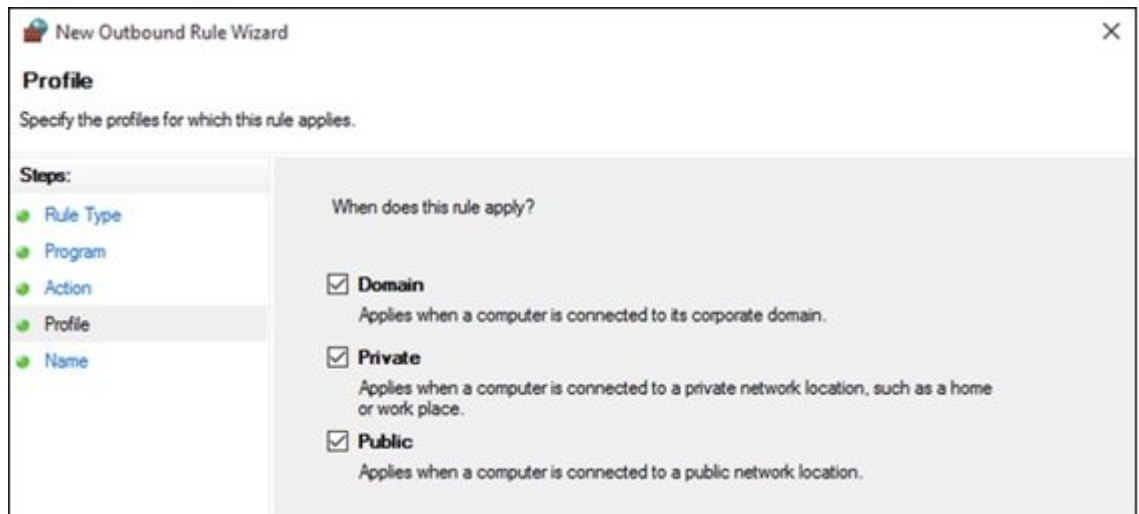 New Outbound Rule Wizard
Profile
Specify the profiles for which this rule applies.
Steps:
Rule Type
Program
Action
Profile
Name
When does this rule apply?
Domain
Applies when a computer is connected to its corporate domain.
Private
Applies when a computer is connected to a private network location, such as a home
or work place.
Public
Applies when a computer is connected to a public network location.